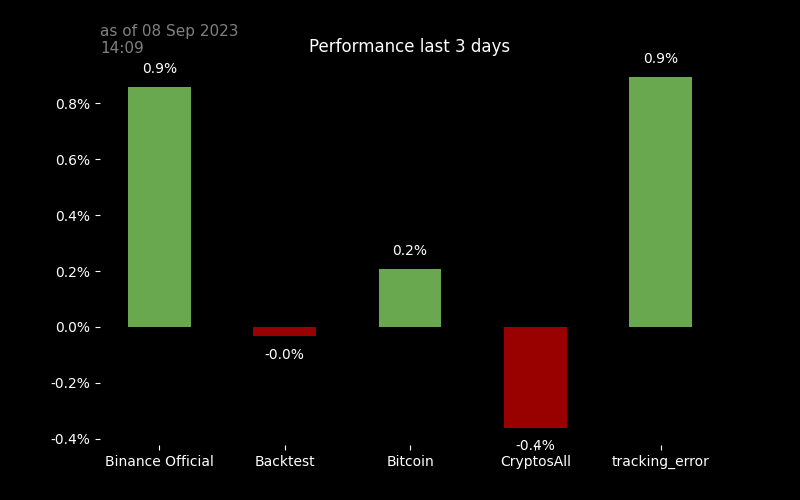 as of 08 Sep 2023
14:09
Performance last 3 days
0.9%
0.9%
0.8%
0.6%
0.4%
0.2%
0.2%
0.0%
-0.0%
-0.2%
-0.4%
-0.4%
Binance Official
Backtest
Bitcoin
CryptosAll
tracking_error